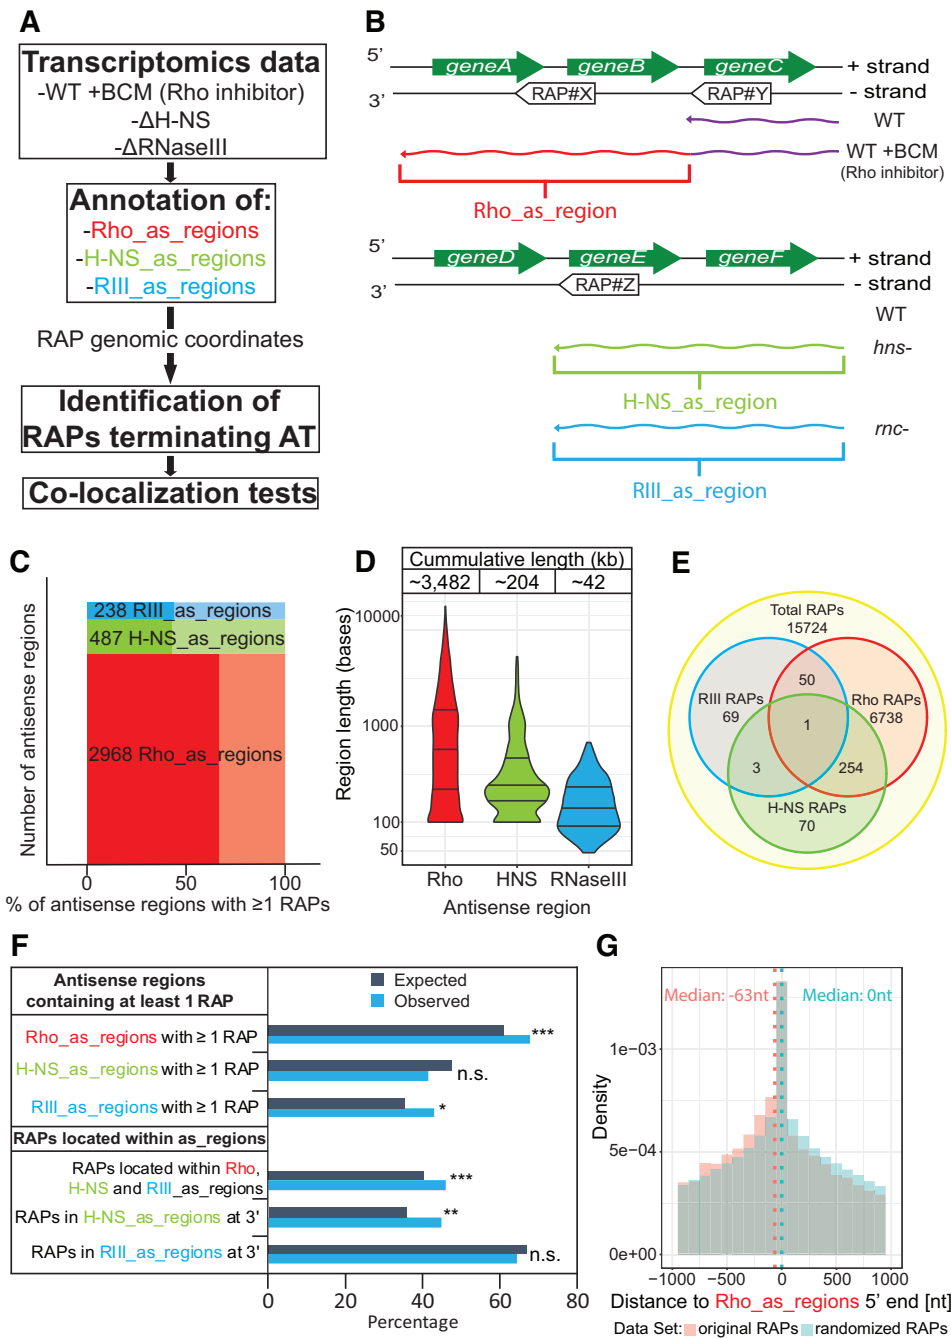 A
Transcriptomics data
-WT +BCM (Rho inhibitor)
-ΔH-NS
-ΔRNaseIII
Annotation of:
-Rho_as_regions
-H-NS_as_regions
-RIII_as_regions
RAP genomic coordinates
Identification of
RAPs terminating AT
Co-localization tests
B
5’
geneA geneB geneC + strand
3’ RAP#X RAP#Y - strand
WT
WT +BCM
(Rho inhibitor)
Rho_as_region
5’
geneD geneE geneF + strand
3’ RAP#Z - strand
WT
hns-
H-NS_as_region
rnc-
RIII_as_region
C
Number of antisense regions
238 RIII_as_regions
487 H-NS_as_regions
2968 Rho_as_regions
0 50 100
% of antisense regions with ≥1 RAPs
D
Cummulative length (kb)
~3,482 ~204 ~42
Region length (bases)
10000
1000
100
50
Rho HNS RNaseIII
Antisense region
E
Total RAPs
15724
50
RIII RAPs
69
Rho RAPs
6738
1
3 254
H-NS RAPs
70
F
Antisense regions
containing at least 1 RAP
Expected
Observed
Rho_as_regions with ≥ 1 RAP ***
H-NS_as_regions with ≥ 1 RAP n.s.
RIII_as_regions with ≥ 1 RAP *
RAPs located within as_regions
RAPs located within Rho,
H-NS and RIII_as_regions ***
RAPs in H-NS_as_regions at 3' **
RAPs in RIII_as_regions at 3' n.s.
0 20 40 60 80
Percentage
G
Median: -63nt Median: 0nt
Density
1e-03
5e-04
0e+00
-1000 -500 0 500 1000
Distance to Rho_as_regions 5’ end [nt]
Data Set: original RAPs randomized RAPs